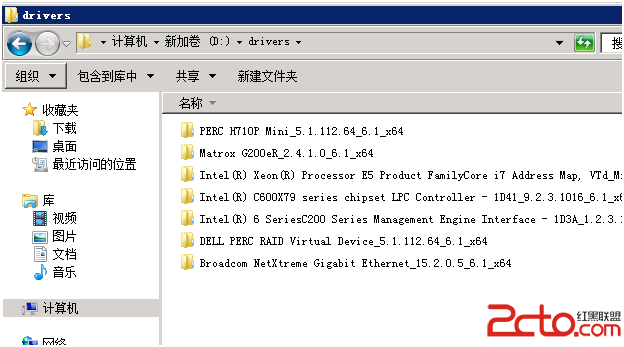 drivers
计算机 新加卷 (D:) drivers 搜
组织 包含到库中 共享 新建文件夹
收藏夹
下载
桌面
最近访问的位置
库
视频
图片
文档
音乐
计算机
网络
名称
PERC H710P Mini_5.1.112.64_6.1_x64
Matrox G200eR_2.4.1.0_6.1_x64
Intel(R) Xeon(R) Processor E5 Product FamilyCore i7 Address Map, VTd_Mi
Intel(R) C600X79 series chipset LPC Controller - 1D41_9.2.3.1016_6.1_x6
Intel(R) 6 SeriesC200 Series Management Engine Interface - 1D3A_1.2.3.1
DELL PERC RAID Virtual Device_5.1.112.64_6.1_x64
Broadcom NetXtreme Gigabit Ethernet_15.2.0.5_6.1_x64
2cto.com 红黑联盟